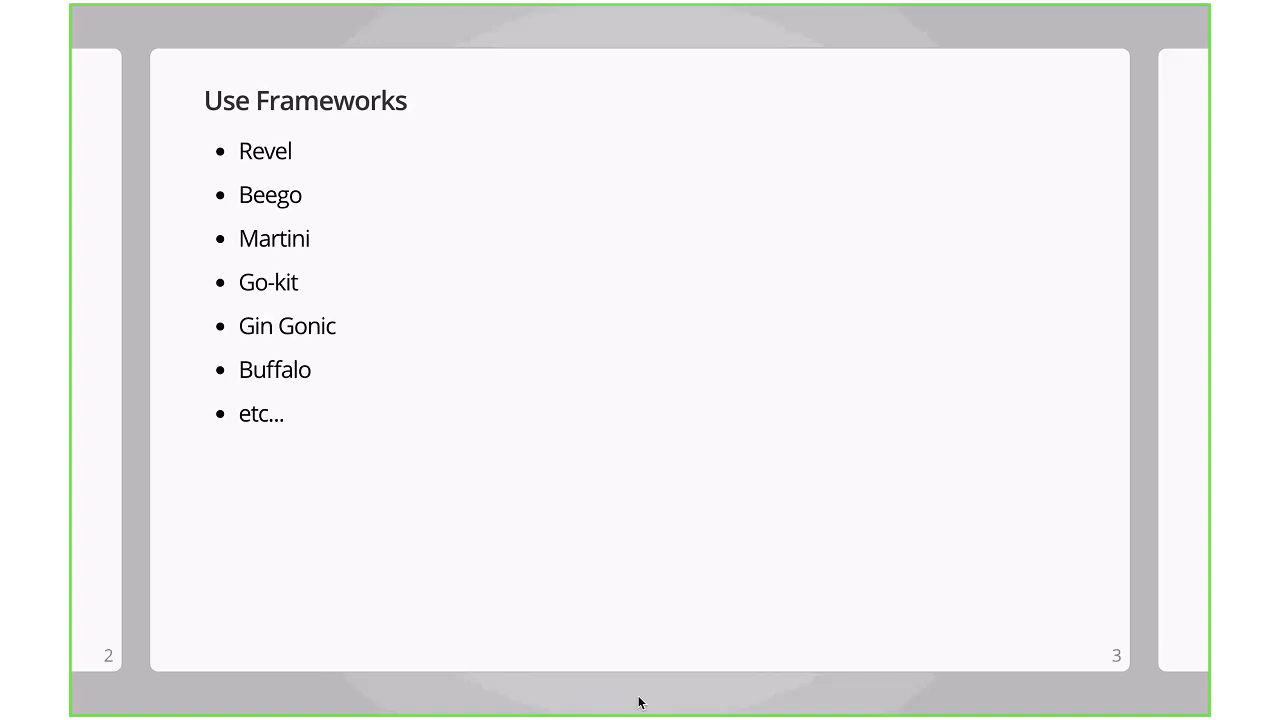 Use Frameworks
• Revel
• Beego
• Martini
• Go-kit
• Gin Gonic
• Buffalo
• etc...
2
3